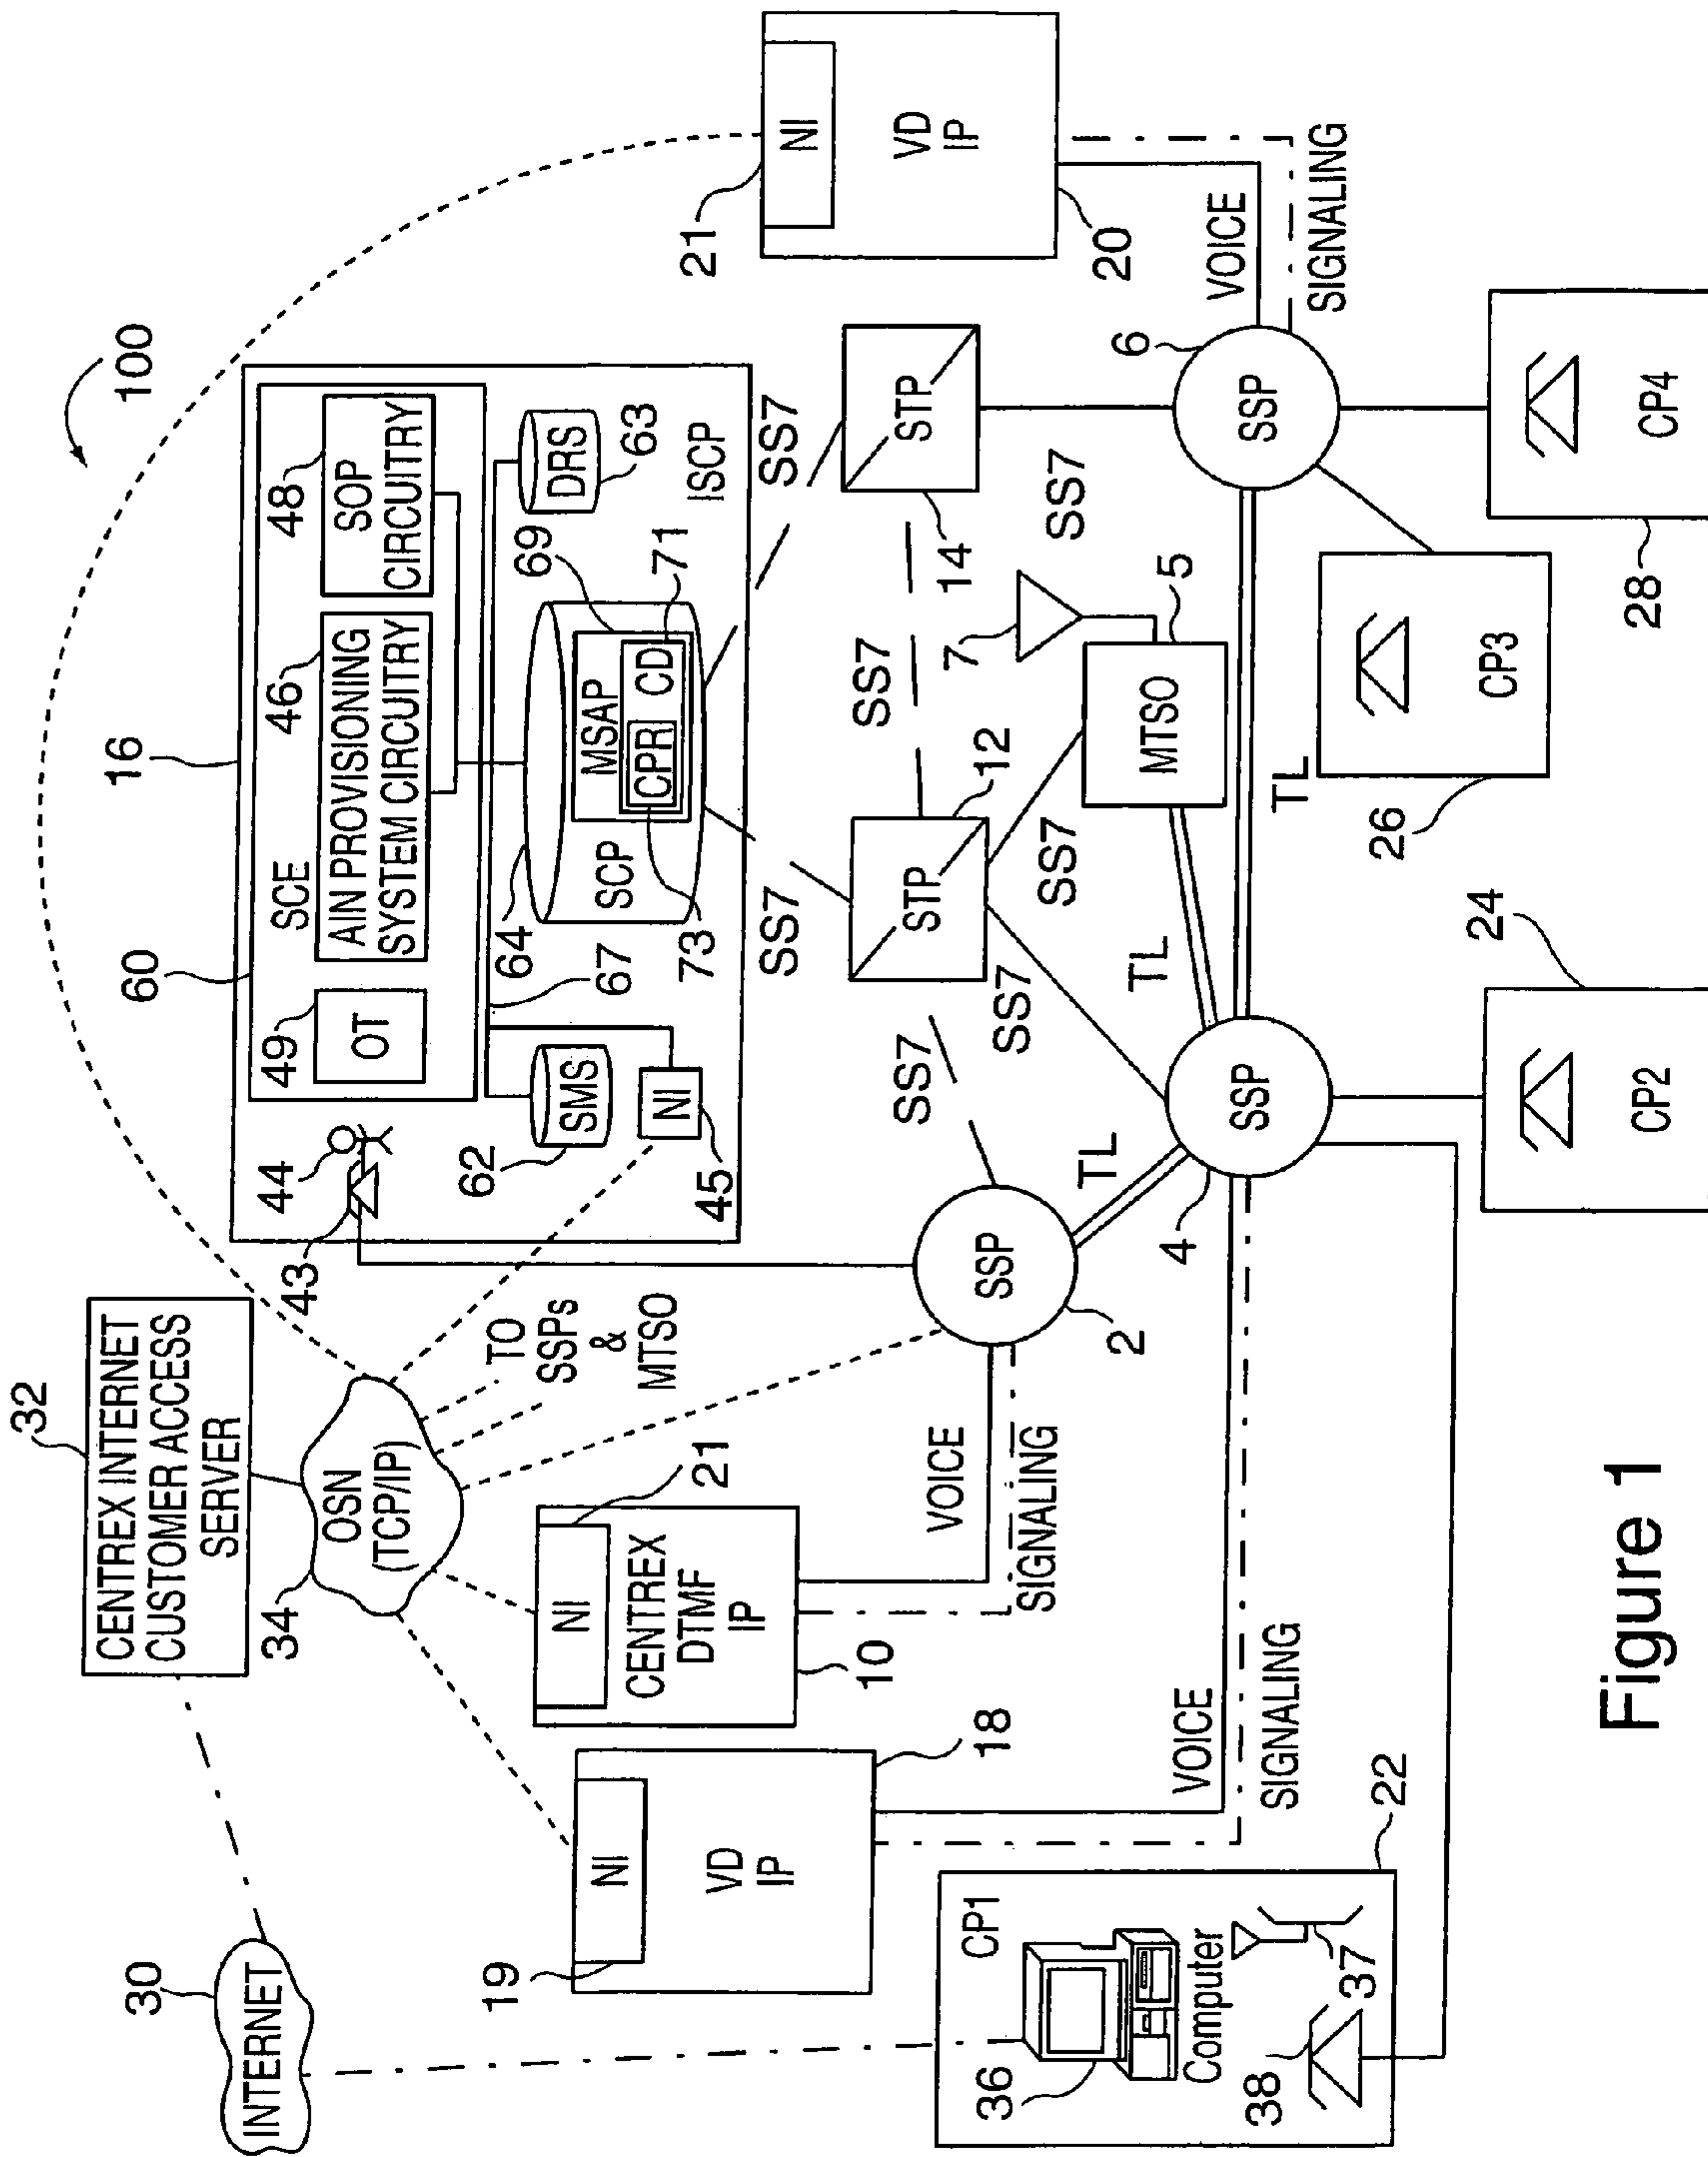 100
32
CENTREX INTERNET
CUSTOMER ACCESS
SERVER
30
INTERNET
34
OSN
(TCP/IP)
TO
SSPs
&
MTSO
16
60
SCE
49
OT
46
AIN PROVISIONING
SYSTEM CIRCUITRY
48
SOP
CIRCUITRY
44
43
62
SMS
NI
45
67
64
SCP
MSAP
CPR
CD
69
71
73
DRS
63
ISCP
19
NI
VD
IP
18
NI
21
CENTREX
DTMF
IP
10
21
NI
VD
IP
20
VOICE
SIGNALING
VOICE
SIGNALING
VOICE
SIGNALING
SS7
SS7
STP
12
STP
14
SS7
SS7
SS7
SS7
SS7
7
MTSO
5
SSP
2
SSP
4
SSP
6
TL
TL
TL
CP1
36
Computer
37
38
22
CP2
24
CP3
26
CP4
28
Figure 1